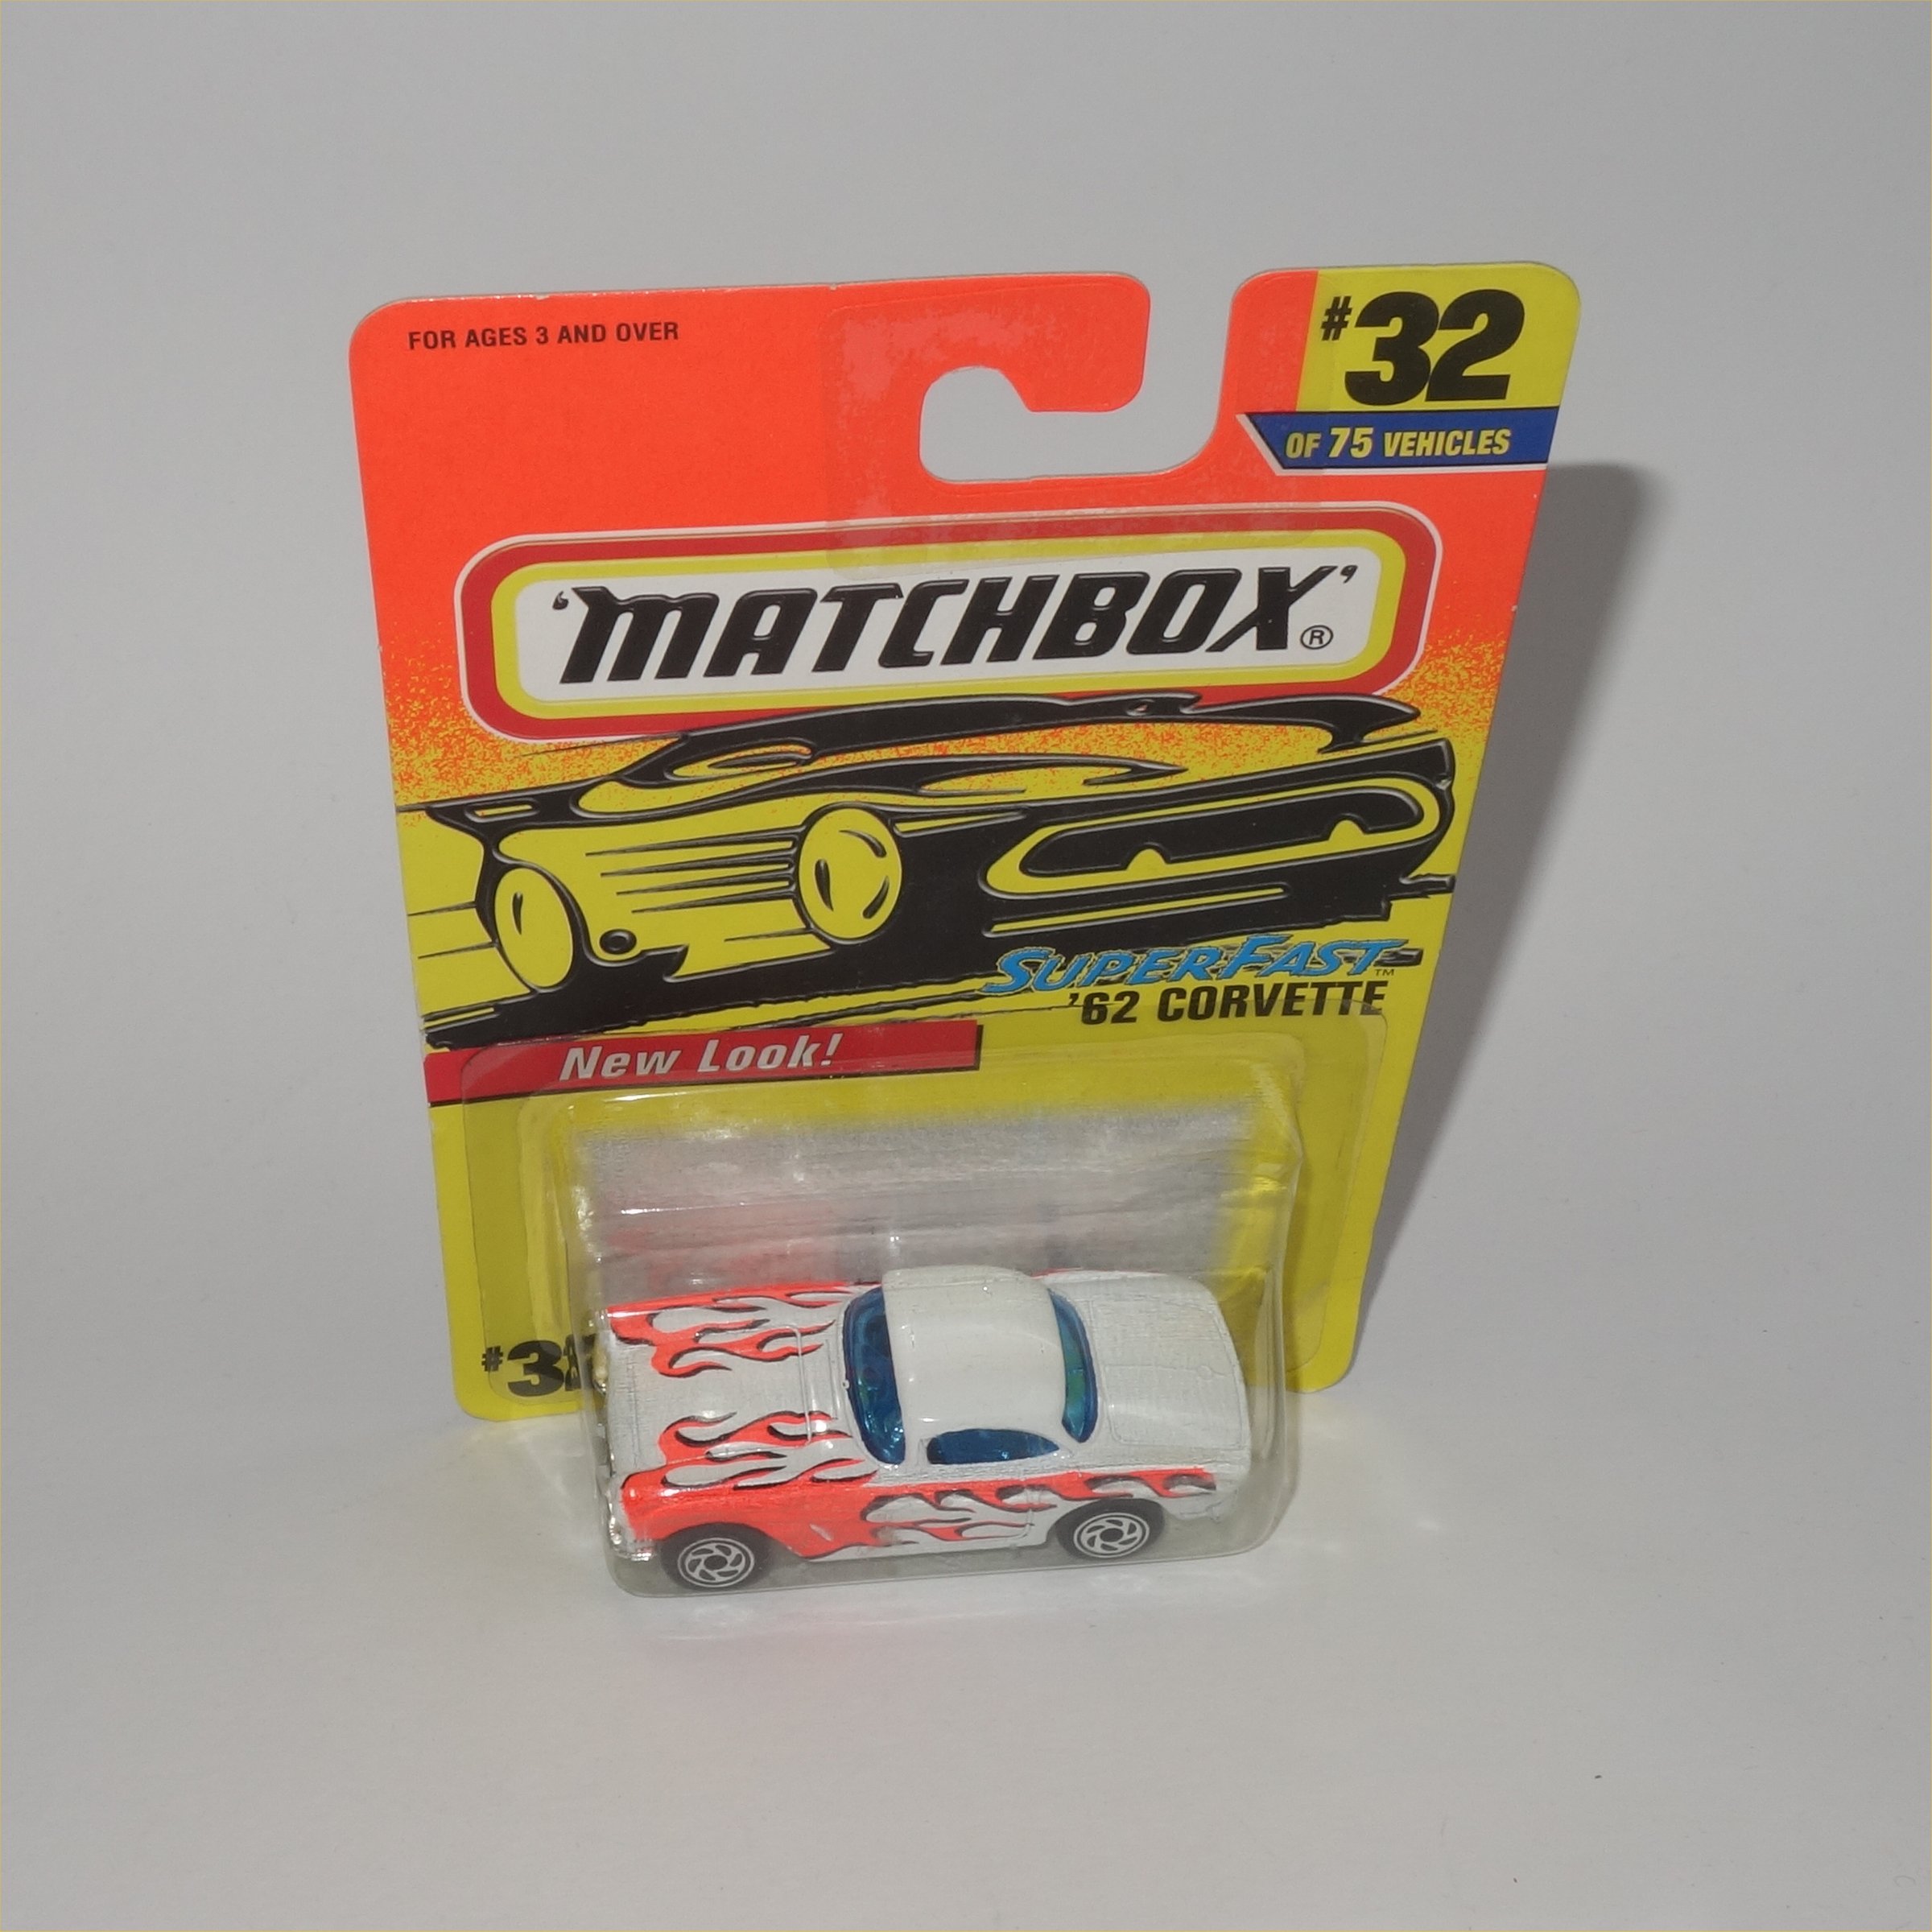 FOR AGES 3 AND OVER
#32
OF 75 VEHICLES
'MATCHBOX'®
SUPERFAST™
'62 CORVETTE
New Look!